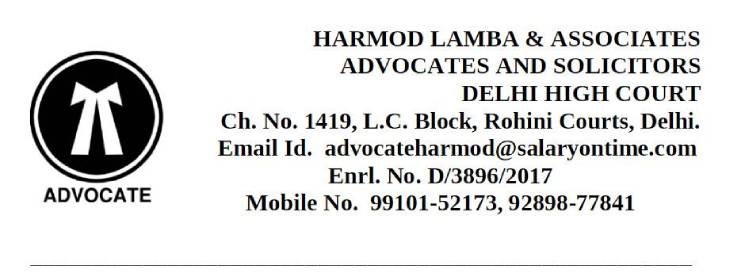 HARMOD LAMBA & ASSOCIATES
ADVOCATES AND SOLICITORS
DELHI HIGH COURT
Ch. No. 1419, L.C. Block, Rohini Courts, Delhi.
Email Id.  advocateharmod@salaryontime.com
Enrl. No. D/3896/2017
Mobile No.  99101-52173, 92898-77841
ADVOCATE